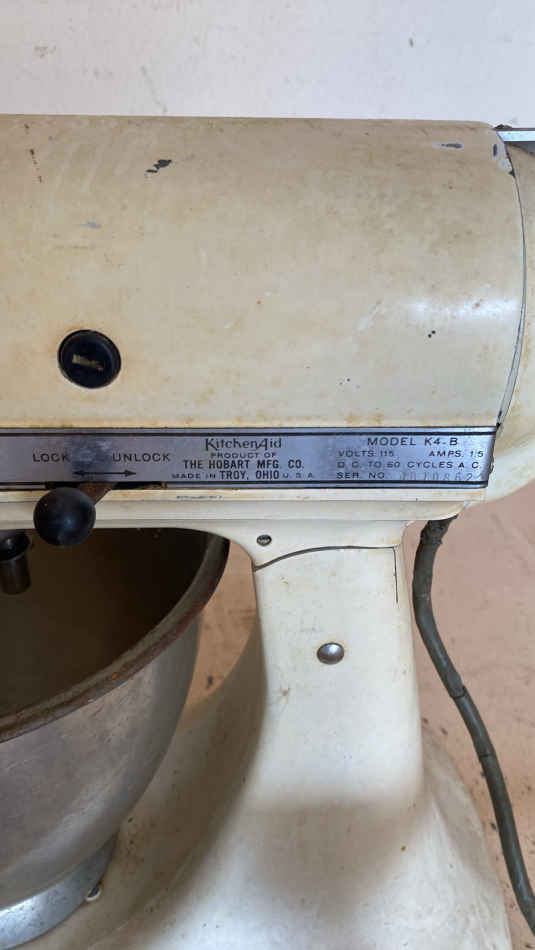 LOCK UNLOCK
KitchenAid
PRODUCT OF
THE HOBART MFG. CO.
MADE IN TROY, OHIO U.S.A.
MODEL K4-B
VOLTS 115 AMPS. 1.5
D.C. TO 60 CYCLES A.C.
SER. NO.